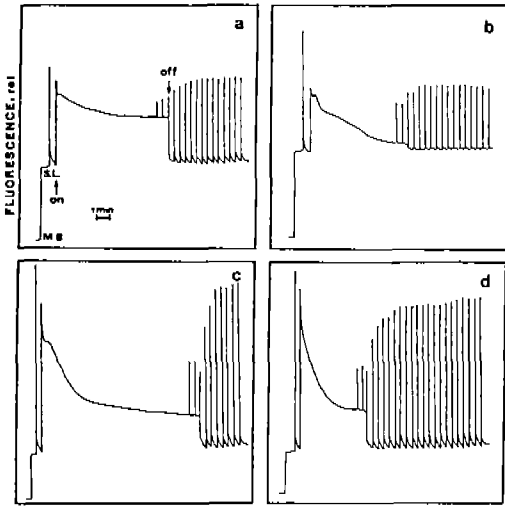 a
b
off
FLUORESCENCE, rel
S.L.
on
1min
M B
c
d